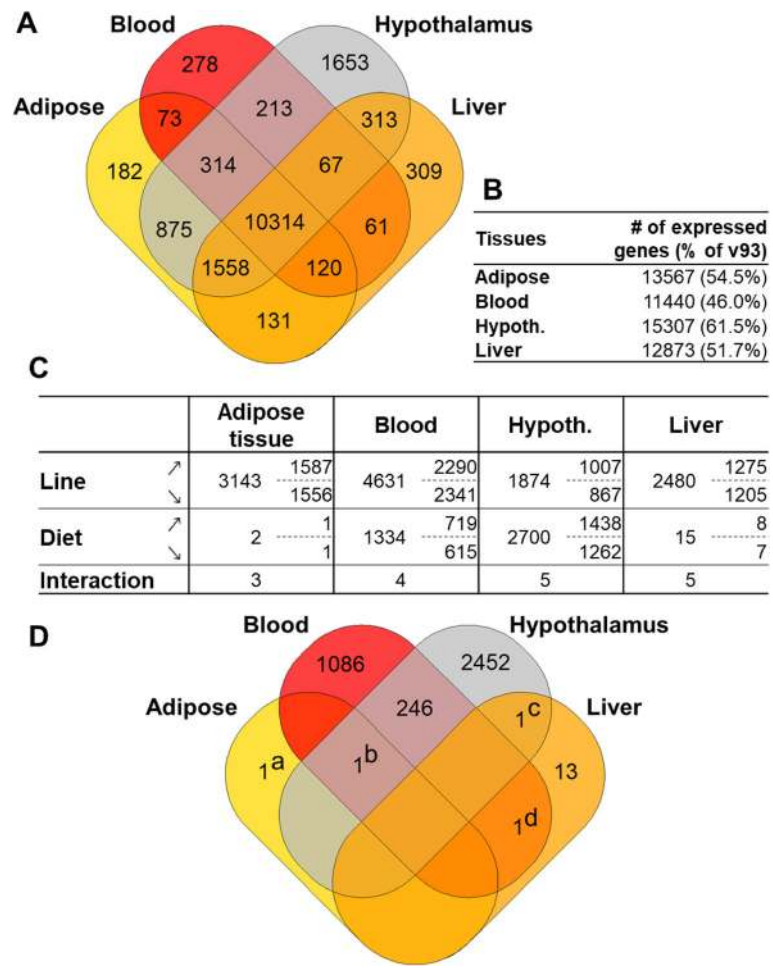 A
Blood
Hypothalamus
278
1653
Adipose
Liver
73
213
313
182
314
67
309
875
10314
61
1558
120
131
B
Tissues # of expressed genes (% of v93)
Adipose 13567 (54.5%)
Blood 11440 (46.0%)
Hypoth. 15307 (61.5%)
Liver 12873 (51.7%)
C
Adipose tissue Blood Hypoth. Liver
Line ↗ 3143 1587 4631 2290 1874 1007 2480 1275
↘ 1556 2341 867 1205
Diet ↗ 2 1 1334 719 2700 1438 15 8
↘ 1 615 1262 7
Interaction 3 4 5 5
D
Blood
Hypothalamus
1086
2452
Adipose
Liver
246
1c
1a
1b
13
1d